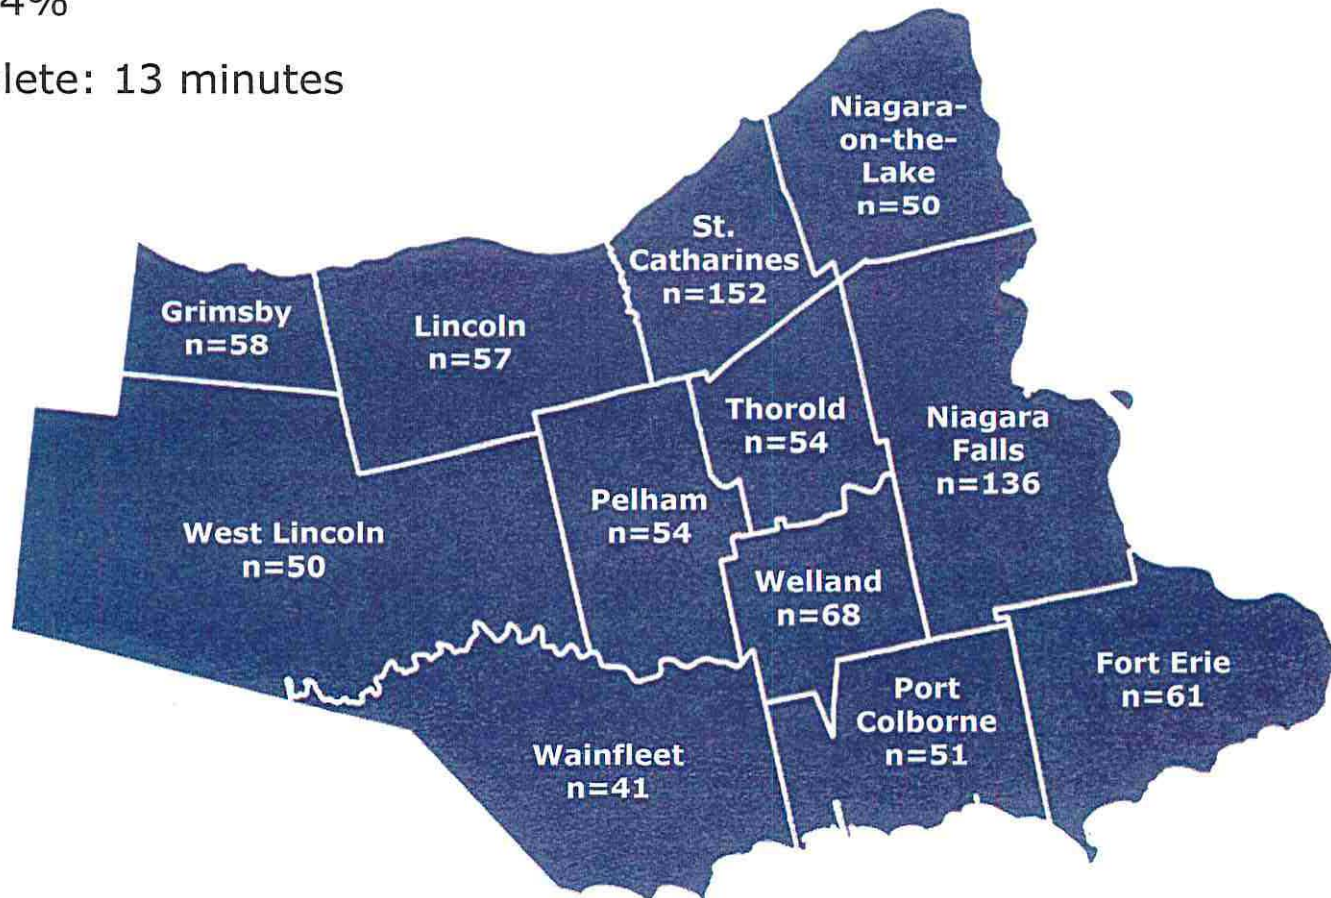 4%
lete: 13 minutes
Niagara-
on-the-
Lake
n=50
St.
Catharines
n=152
Grimsby
n=58
Lincoln
n=57
Thorold
n=54
Niagara
Falls
n=136
Pelham
n=54
West Lincoln
n=50
Welland
n=68
Fort Erie
n=61
Port
Colborne
n=51
Wainfleet
n=41